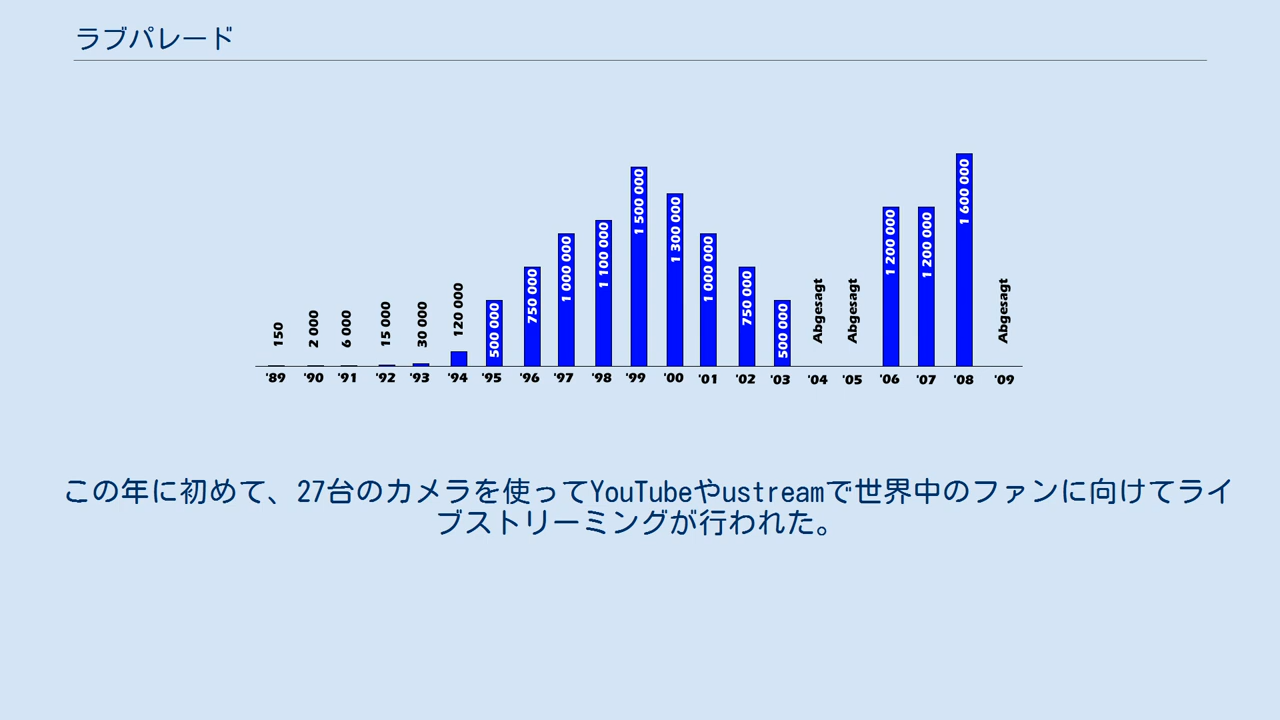 ラブパレード
150
2 000
6 000
15 000
30 000
120 000
500 000
750 000
1 000 000
1 100 000
1 500 000
1 300 000
1 000 000
750 000
500 000
Abgesagt
Abgesagt
1 200 000
1 200 000
1 600 000
Abgesagt
'89 '90 '91 '92 '93 '94 '95 '96 '97 '98 '99 '00 '01 '02 '03 '04 '05 '06 '07 '08 '09
この年に初めて、27台のカメラを使ってYouTubeやustreamで世界中のファンに向けてライ
ブストリーミングが行われた。